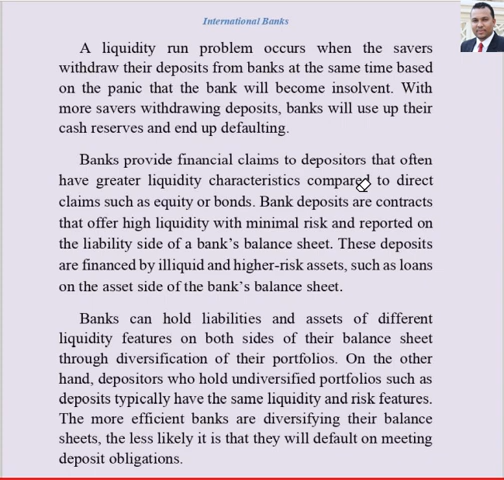 International Banks
A liquidity run problem occurs when the savers
withdraw their deposits from banks at the same time based
on the panic that the bank will become insolvent. With
more savers withdrawing deposits, banks will use up their
cash reserves and end up defaulting.
Banks provide financial claims to depositors that often
have greater liquidity characteristics compared to direct
claims such as equity or bonds. Bank deposits are contracts
that offer high liquidity with minimal risk and reported on
the liability side of a bank's balance sheet. These deposits
are financed by illiquid and higher-risk assets, such as loans
on the asset side of the bank's balance sheet.
Banks can hold liabilities and assets of different
liquidity features on both sides of their balance sheet
through diversification of their portfolios. On the other
hand, depositors who hold undiversified portfolios such as
deposits typically have the same liquidity and risk features.
The more efficient banks are diversifying their balance
sheets, the less likely it is that they will default on meeting
deposit obligations.